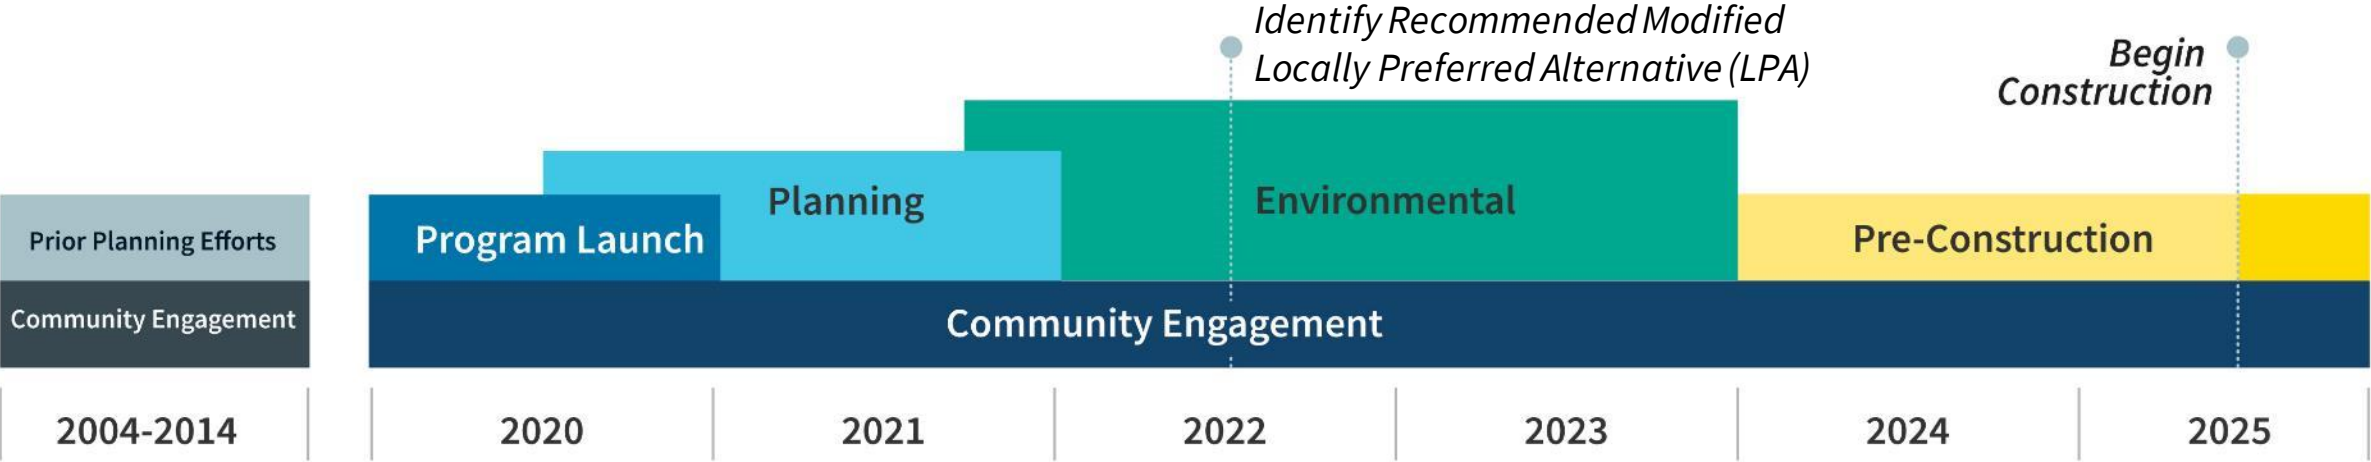 Identify Recommended Modified
Locally Preferred Alternative (LPA)
Begin
Construction
Planning
Environmental
Prior Planning Efforts
Program Launch
Pre-Construction
Community Engagement
Community Engagement
2004-2014
2020
2021
2022
2023
2024
2025